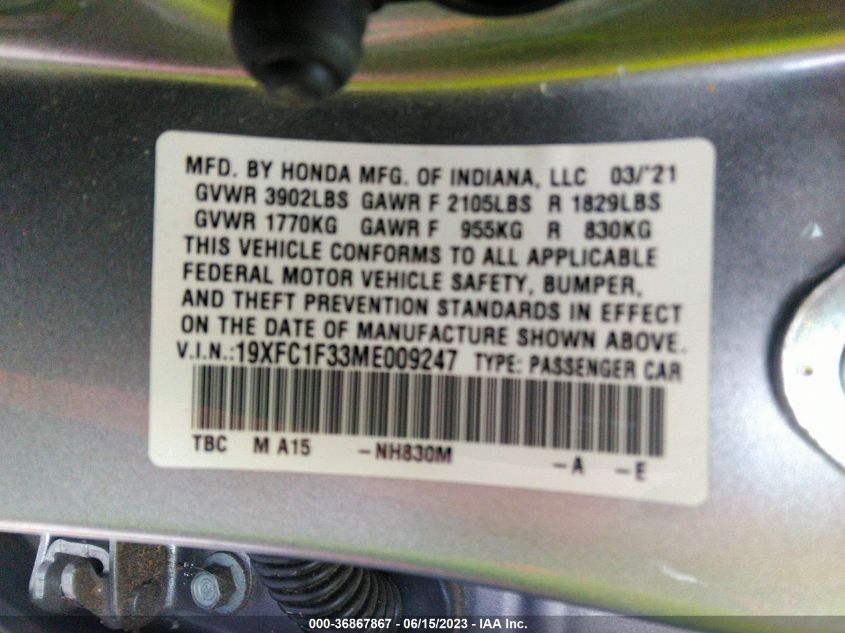 MFD. BY HONDA MFG. OF INDIANA, LLC 03/'21
GVWR 3902LBS GAWR F 2105LBS R 1829LBS
GVWR 1770KG GAWR F 955KG R 830KG
THIS VEHICLE CONFORMS TO ALL APPLICABLE
FEDERAL MOTOR VEHICLE SAFETY, BUMPER,
AND THEFT PREVENTION STANDARDS IN EFFECT
ON THE DATE OF MANUFACTURE SHOWN ABOVE.
V.I.N.:19XFC1F33ME009247 TYPE: PASSENGER CAR
TBC M A15 -NH830M -A -E
000-36867867 - 06/15/2023 - IAA Inc.